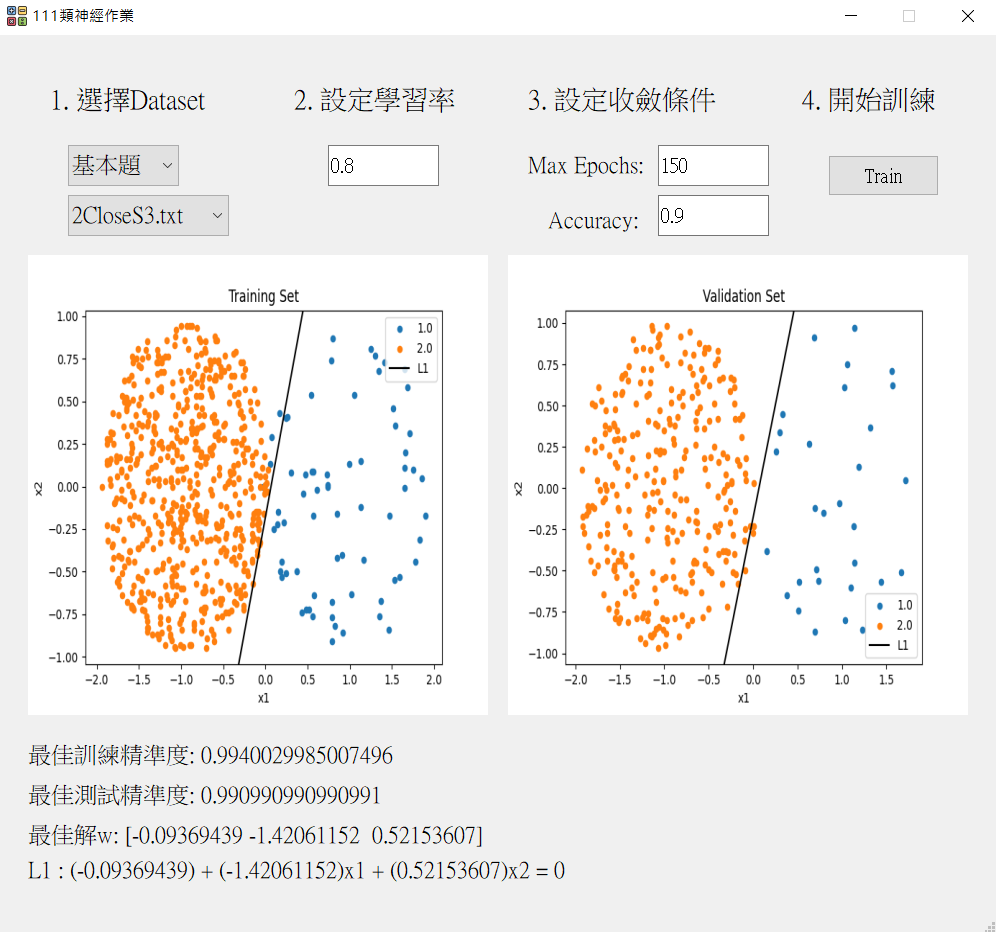 111類神經作業
1. 選擇Dataset
2. 設定學習率
3. 設定收斂條件
4. 開始訓練
基本題
0.8
Max Epochs:
150
Train
2CloseS3.txt
Accuracy:
0.9
Training Set
1.00
0.75
0.50
0.25
0.00
−0.25
−0.50
−0.75
−1.00
x2
−2.0
−1.5
−1.0
−0.5
0.0
0.5
1.0
1.5
2.0
x1
1.0
2.0
L1
Validation Set
1.00
0.75
0.50
0.25
0.00
−0.25
−0.50
−0.75
−1.00
x2
−2.0
−1.5
−1.0
−0.5
0.0
0.5
1.0
1.5
x1
1.0
2.0
L1
最佳訓練精準度: 0.9940029985007496
最佳測試精準度: 0.990990990990991
最佳解w: [-0.09369439 -1.42061152  0.52153607]
L1 : (-0.09369439) + (-1.42061152)x1 + (0.52153607)x2 = 0